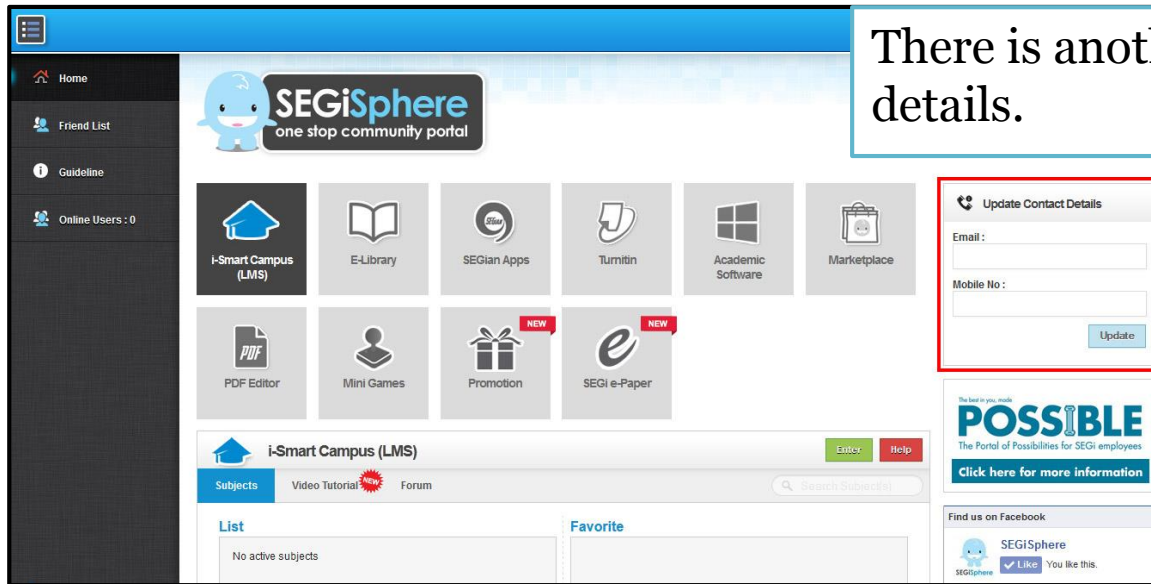 There is anoth
details.
Home
Friend List
Guideline
Online Users : 0
SEGiSphere
one stop community portal
i-Smart Campus
(LMS)
E-Library
SEGian
SEGian Apps
Turnitin
Academic
Software
Marketplace
PDF
PDF Editor
Mini Games
NEW
Promotion
NEW
SEGi e-Paper
Update Contact Details
Email :
Mobile No :
Update
The best in you, made
POSSIBLE
The Portal of Possibilities for SEGi employees
Click here for more information
i-Smart Campus (LMS)
Enter
Help
Subjects
Video Tutorial
NEW
Forum
Search Subject(s)
List
Favorite
No active subjects
Find us on Facebook
SEGiSphere
SEGiSphere
Like
You like this.